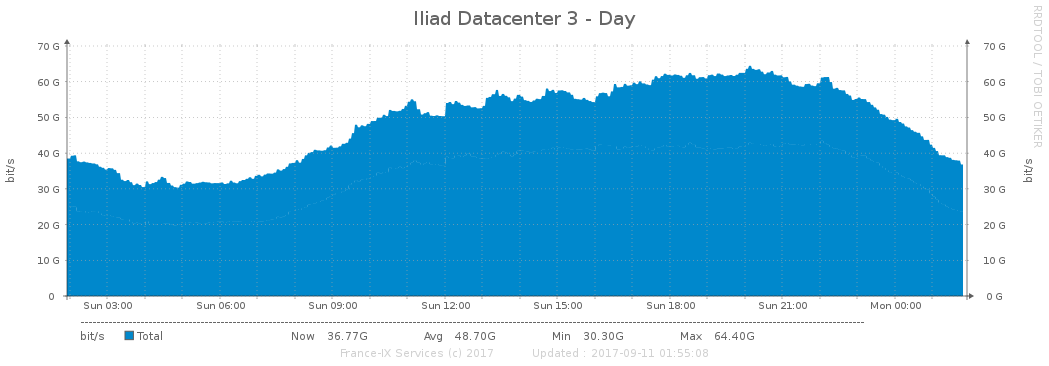 Iliad Datacenter 3 - Day
RRDTOOL / TOBI OETIKER
70 G 70 G
60 G 60 G
50 G 50 G
40 G 40 G
30 G 30 G
20 G 20 G
10 G 10 G
0 0 G
bit/s bit/s
Sun 03:00 Sun 06:00 Sun 09:00 Sun 12:00 Sun 15:00 Sun 18:00 Sun 21:00 Mon 00:00
bit/s Total Now 36.77G Avg 48.70G Min 30.30G Max 64.40G
France-IX Services (c) 2017 Updated : 2017-09-11 01:55:08